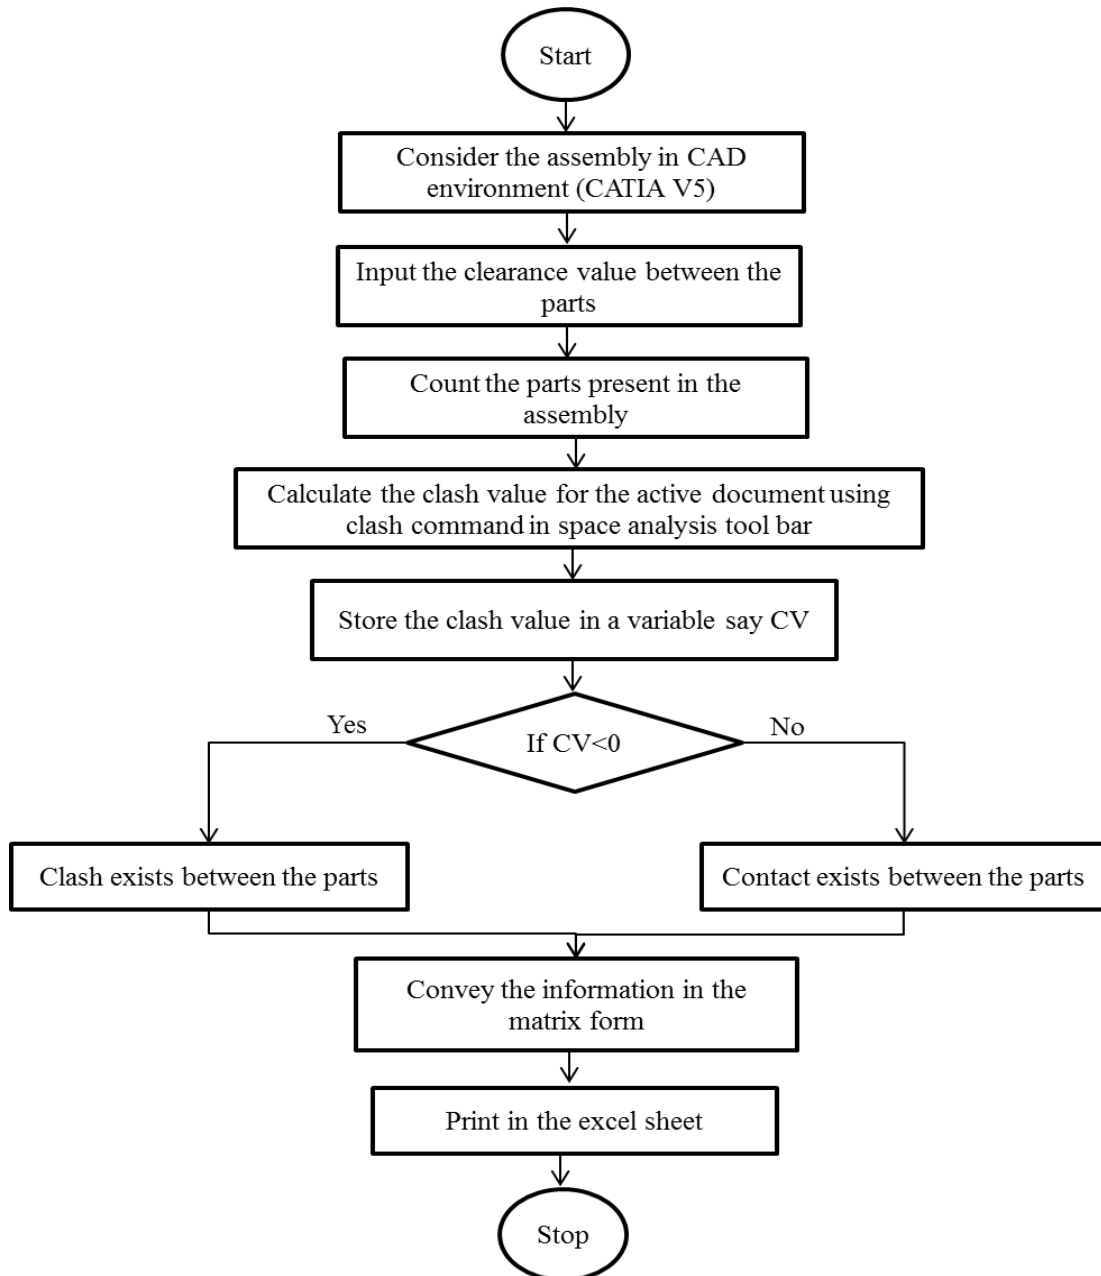 Start
Consider the assembly in CAD
environment (CATIA V5)
Input the clearance value between the
parts
Count the parts present in the
assembly
Calculate the clash value for the active document using
clash command in space analysis tool bar
Store the clash value in a variable say CV
If CV<0
Yes
No
Clash exists between the parts
Contact exists between the parts
Convey the information in the
matrix form
Print in the excel sheet
Stop